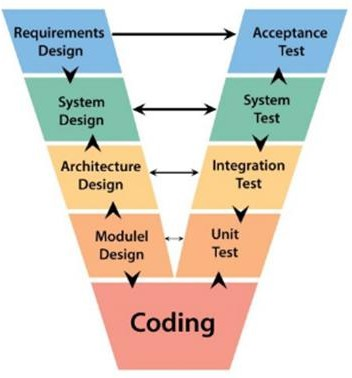 Requirements
Design
Acceptance
Test
System
Design
System
Test
Architecture
Design
Integration
Test
Modulel
Design
Unit
Test
Coding